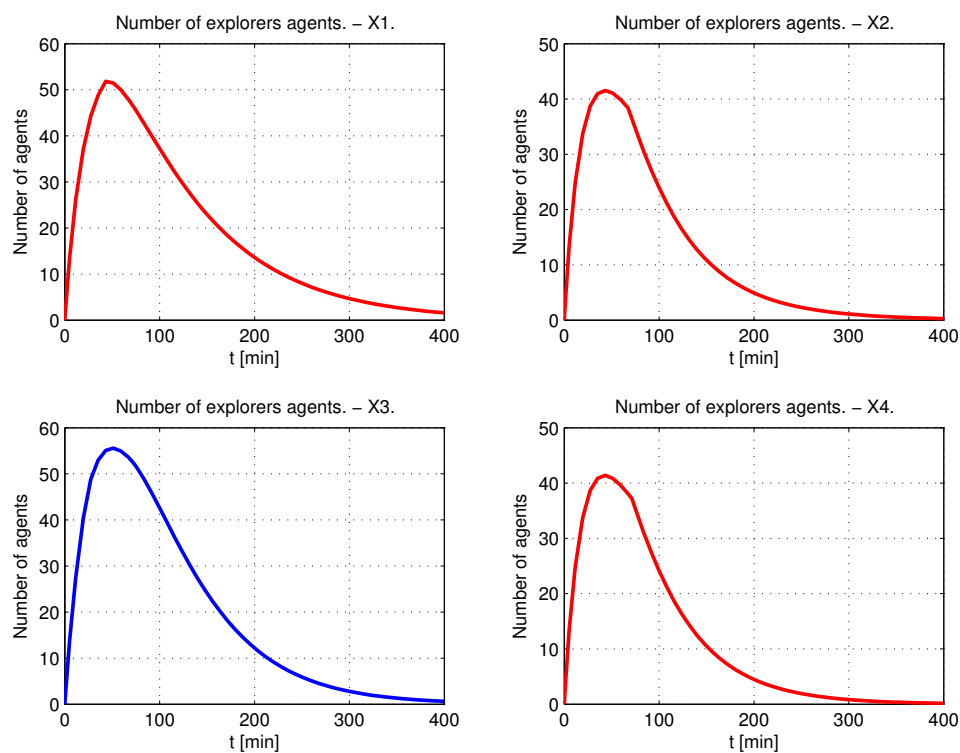 Number of explorers agents. – X1.
60
50
40
30
20
10
0
Number of agents
0 100 200 300 400
t [min]
Number of explorers agents. – X2.
50
40
30
20
10
0
Number of agents
0 100 200 300 400
t [min]
Number of explorers agents. – X3.
60
50
40
30
20
10
0
Number of agents
0 100 200 300 400
t [min]
Number of explorers agents. – X4.
50
40
30
20
10
0
Number of agents
0 100 200 300 400
t [min]